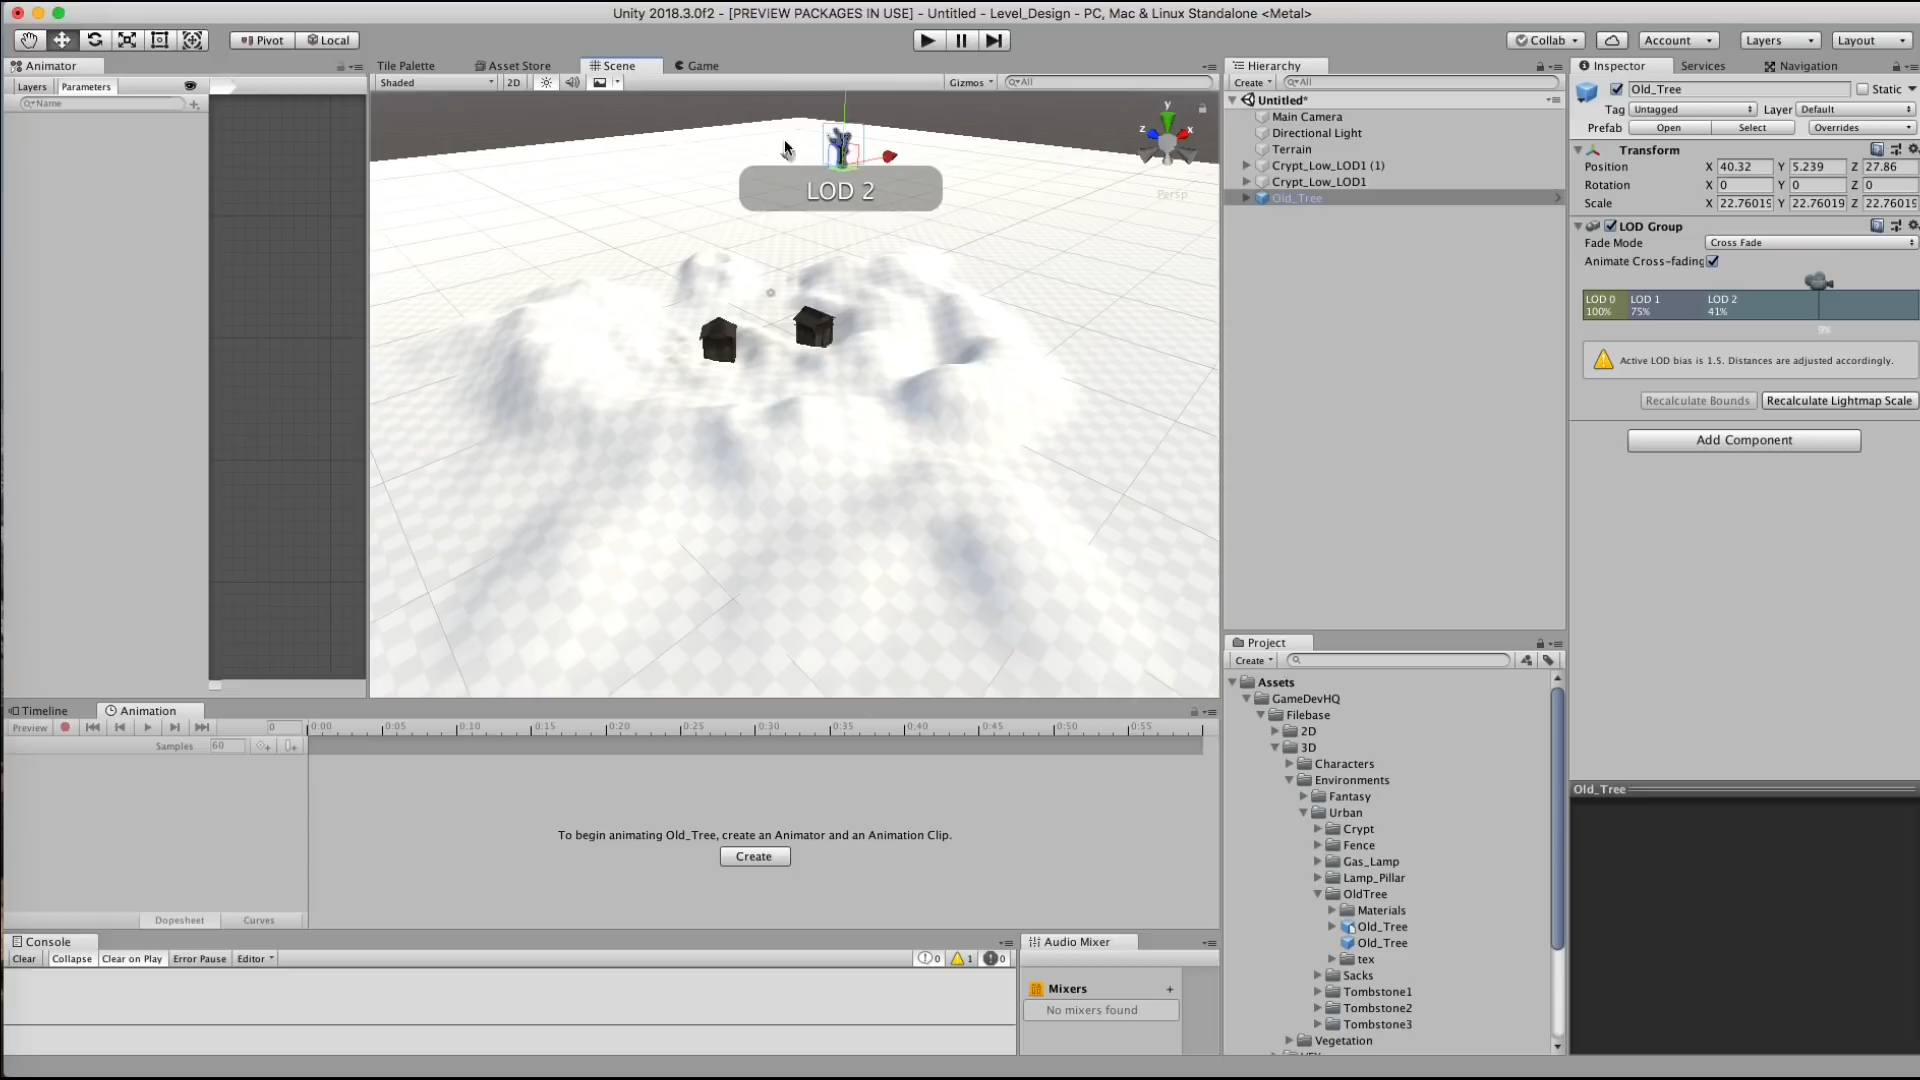 Unity 2018.3.0f2 - [PREVIEW PACKAGES IN USE] - Untitled - Level_Design - PC, Mac & Linux Standalone <Metal>
Pivot Local Collab Account Layers Layout
Animator
Layers Parameters
Name
Tile Palette Asset Store Scene Game
Shaded 2D Gizmos All
y
z x
Persp
LOD 2
Hierarchy
Create All
Untitled*
Main Camera
Directional Light
Terrain
Crypt_Low_LOD1 (1)
Crypt_Low_LOD1
Old_Tree
Inspector Services Navigation
Old_Tree Static
Tag Untagged Layer Default
Prefab Open Select Overrides
Transform
Position X 40.32 Y 5.239 Z 27.86
Rotation X 0 Y 0 Z 0
Scale X 22.76019 Y 22.76019 Z 22.76019
LOD Group
Fade Mode Cross Fade
Animate Cross-fading
LOD 0 LOD 1 LOD 2
100% 75% 41%
9%
Active LOD bias is 1.5. Distances are adjusted accordingly.
Recalculate Bounds Recalculate Lightmap Scale
Add Component
Old_Tree
Project
Create
Assets
GameDevHQ
Filebase
2D
3D
Characters
Environments
Fantasy
Urban
Crypt
Fence
Gas_Lamp
Lamp_Pillar
OldTree
Materials
Old_Tree
Old_Tree
tex
Sacks
Tombstone1
Tombstone2
Tombstone3
Vegetation
Timeline Animation
Preview 0 0:00 0:05 0:10 0:15 0:20 0:25 0:30 0:35 0:40 0:45 0:50 0:55
Samples 60
To begin animating Old_Tree, create an Animator and an Animation Clip.
Create
Dopesheet Curves
Console
Clear Collapse Clear on Play Error Pause Editor 0 1 0
Audio Mixer
Mixers +
No mixers found